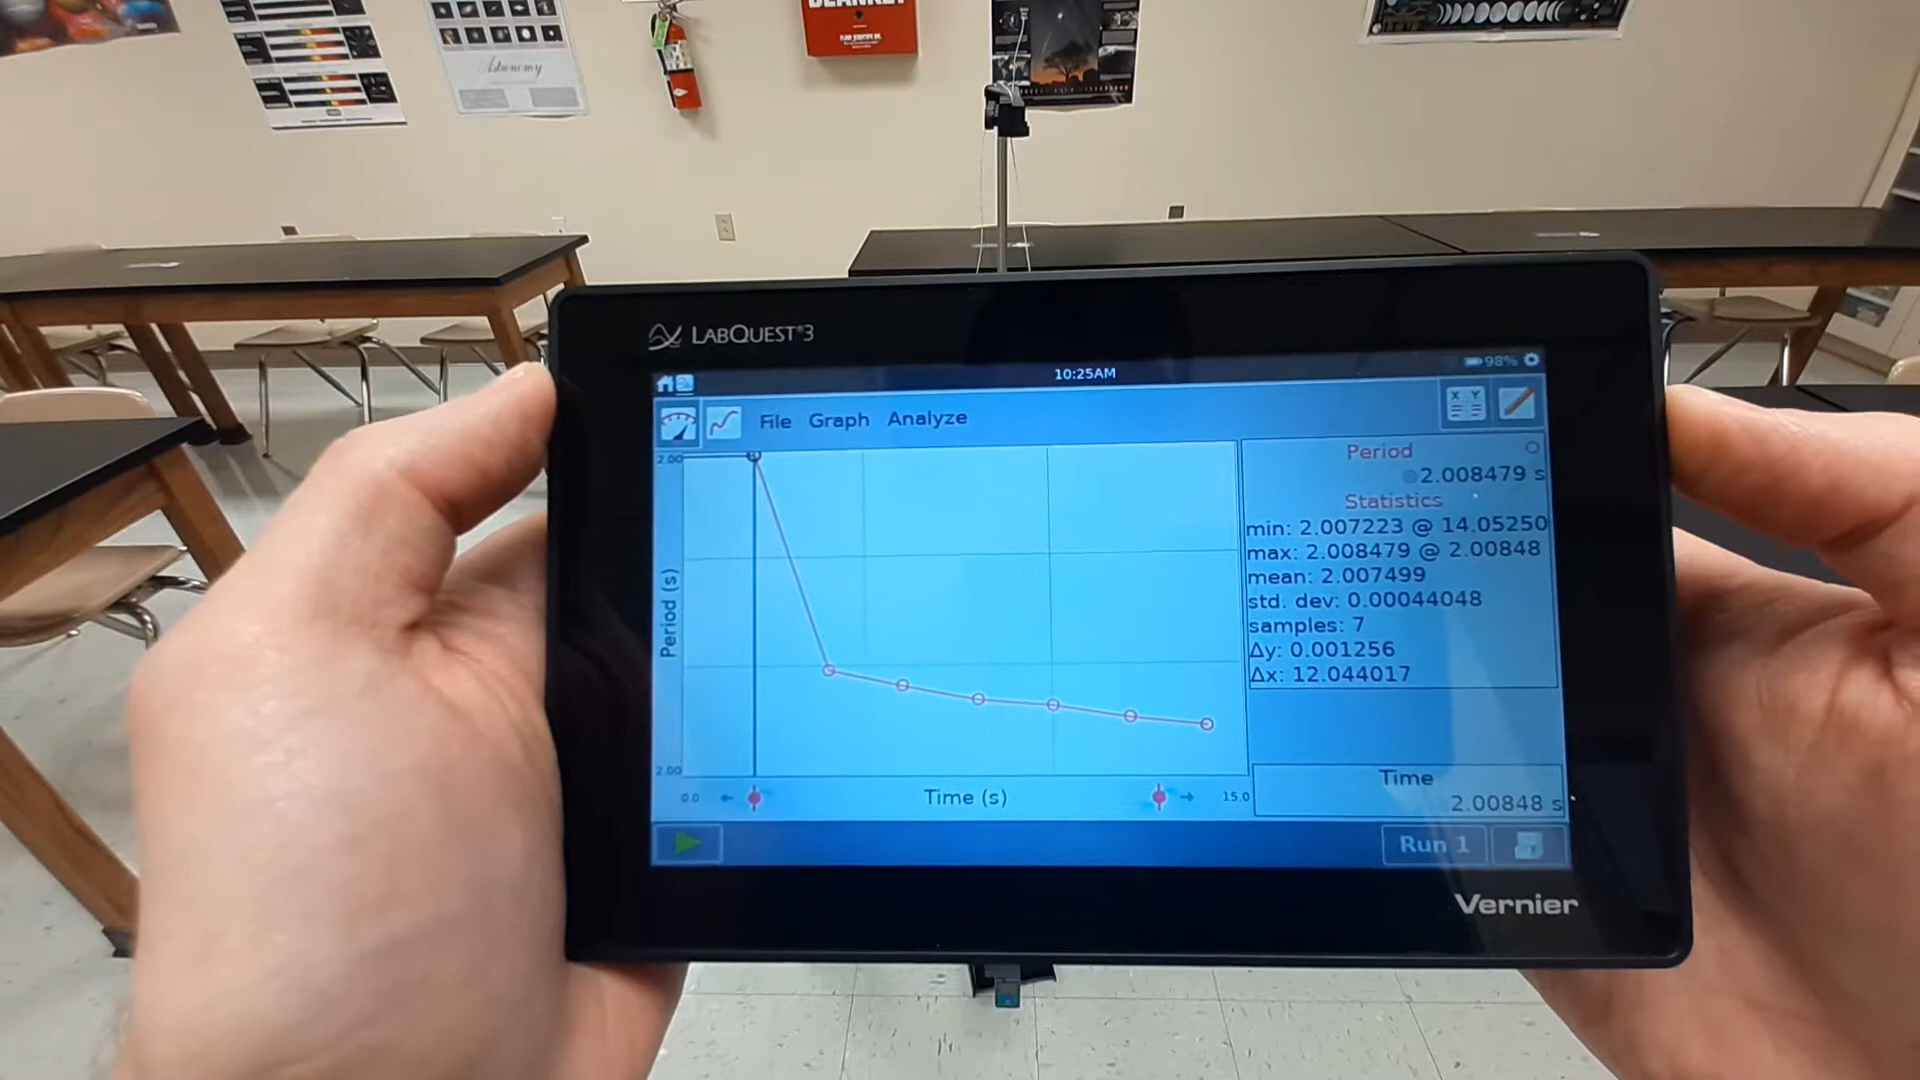 BLANKET
Astronomy
LABQUEST®3
98%
10:25AM
File Graph Analyze
X Y
2.00
Period (s)
2.00
0.0
Time (s)
15.0
Period
2.008479 s
Statistics
min: 2.007223 @ 14.05250
max: 2.008479 @ 2.00848
mean: 2.007499
std. dev: 0.00044048
samples: 7
Δy: 0.001256
Δx: 12.044017
Time
2.00848 s
Run 1
Vernier